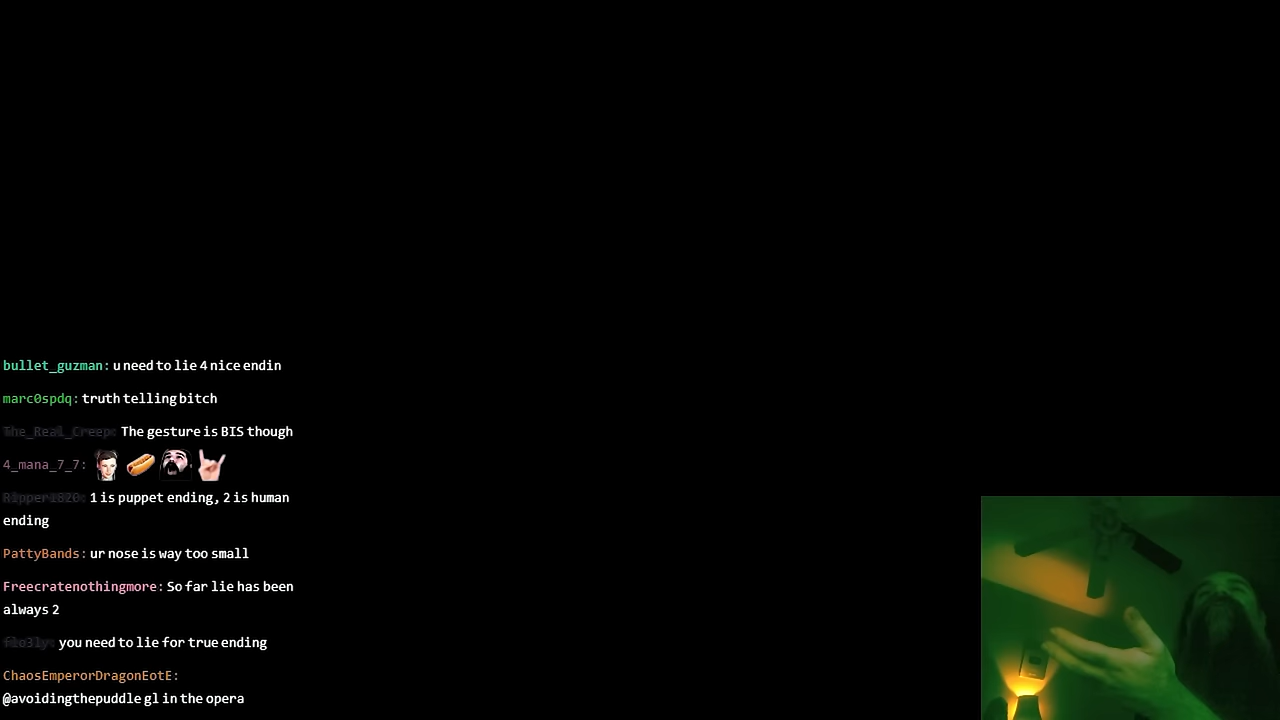 bullet_guzman: u need to lie 4 nice endin
marc0spdq: truth telling bitch
The_Real_Creep: The gesture is BIS though
4_mana_7_7:
1 is puppet ending, 2 is human
ending
PattyBands: ur nose is way too small
Freecratenothingmore: So far lie has been
always 2
flo3ly: you need to lie for true ending
ChaosEmperorDragonEotE:
@avoidingthepuddle gl in the opera